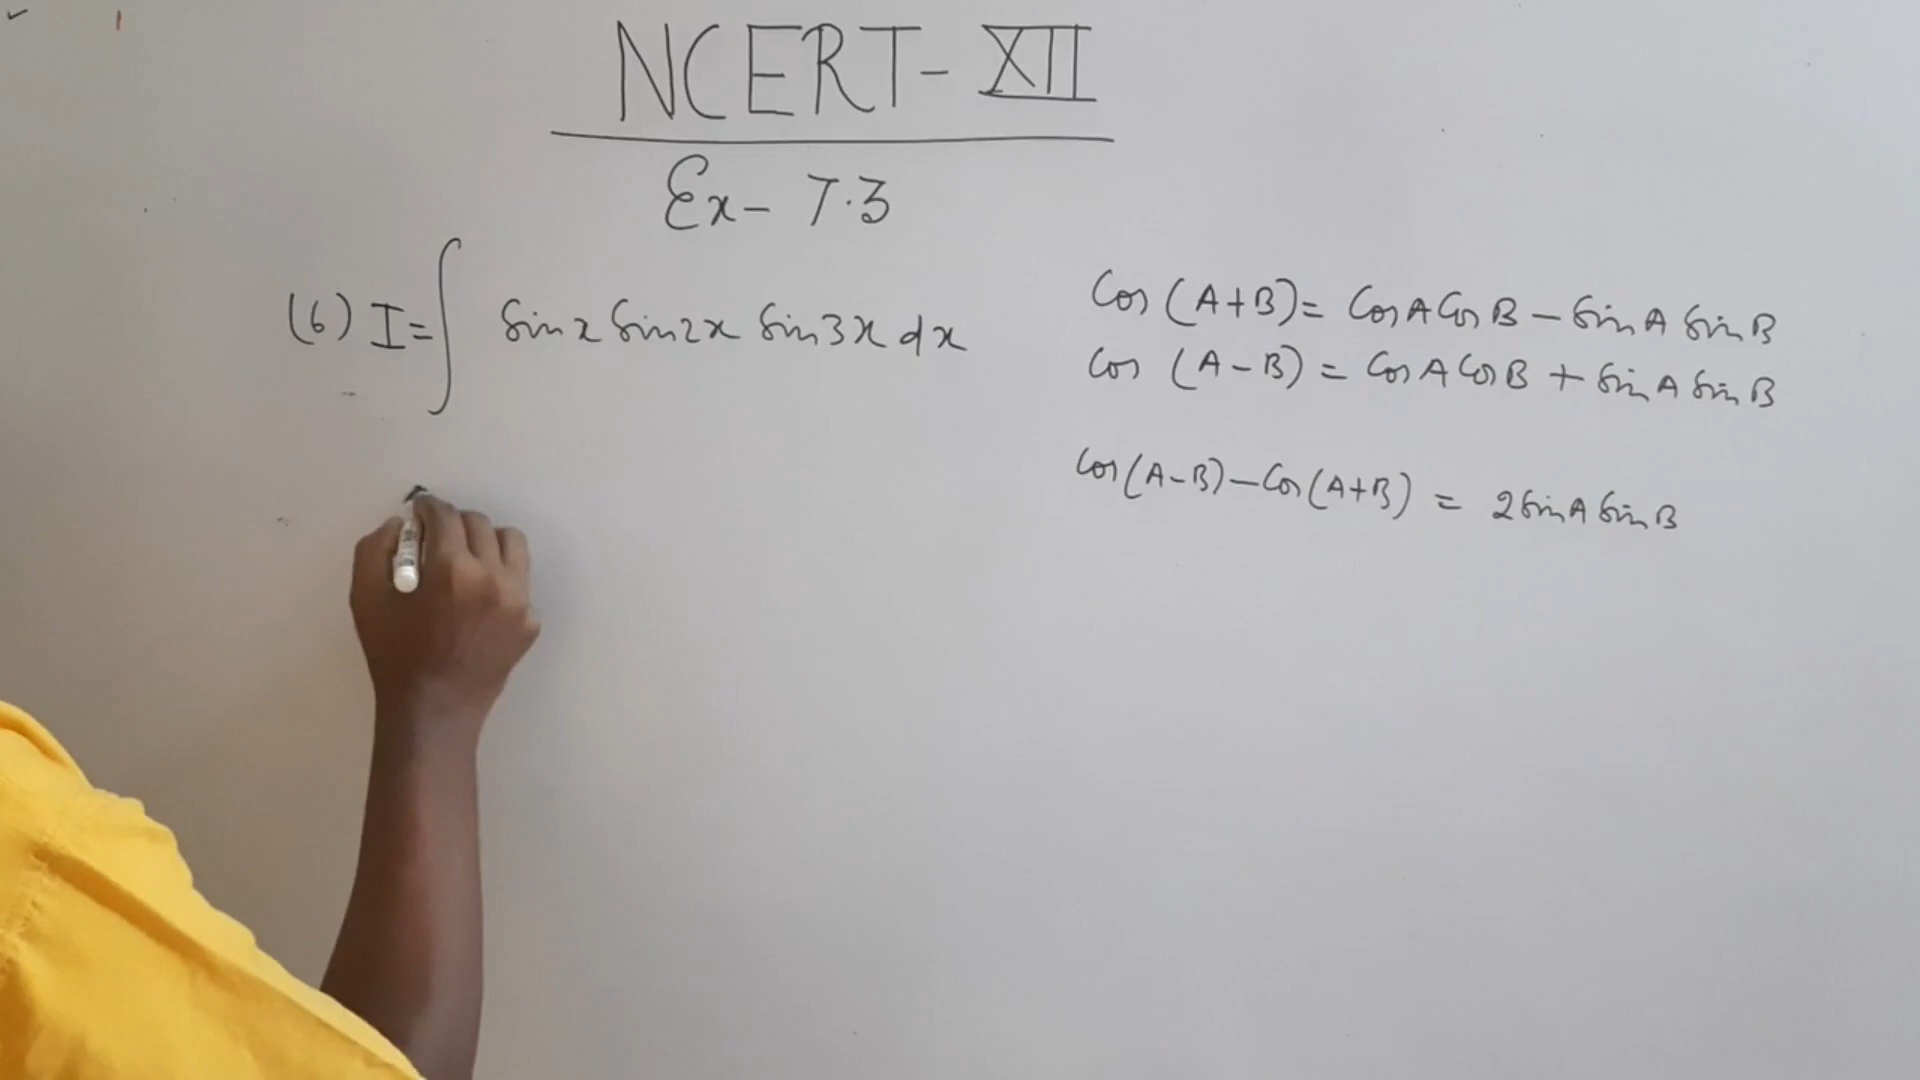 NCERT- XII
Ex- 7.3
(6) I = ∫ Sin x Sin 2x Sin 3x dx
Cos (A+B) = Cos A Cos B - Sin A Sin B
Cos (A-B) = Cos A Cos B + Sin A Sin B
Cos (A-B) - Cos (A+B) = 2 Sin A Sin B